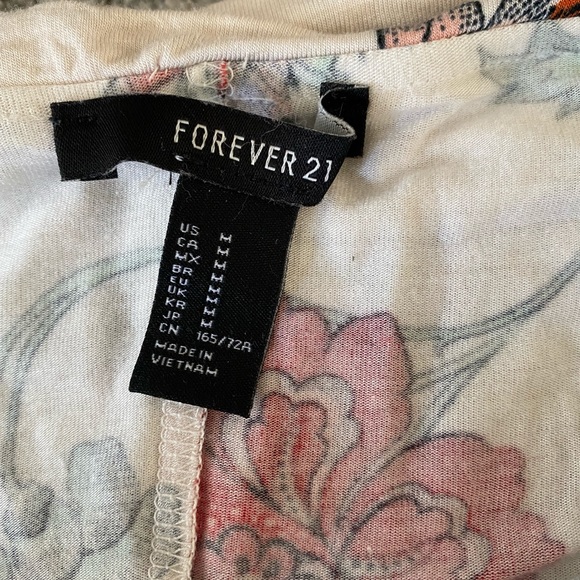 FOREVER 21
US M
CA M
MX M
BR M
EU M
UK M
KR M
JP M
CN 165/72A
MADE IN
VIETNAM